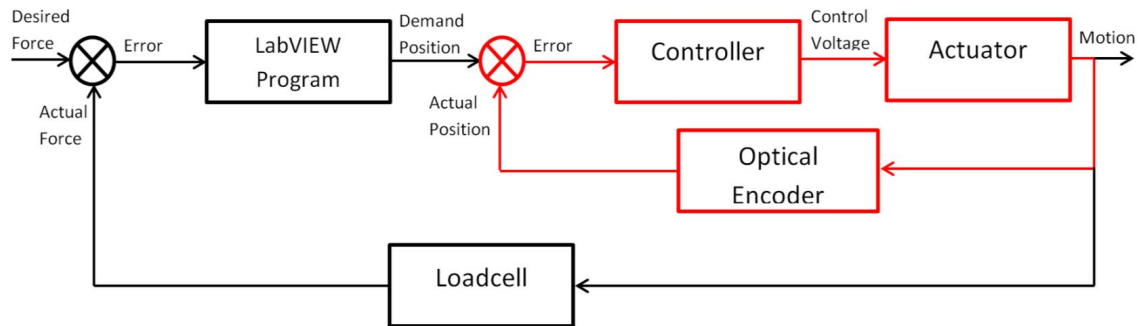 Desired
Force
Error
LabVIEW
Program
Demand
Position
Error
Controller
Control
Voltage
Actuator
Motion
Actual
Force
Actual
Position
Optical
Encoder
Loadcell